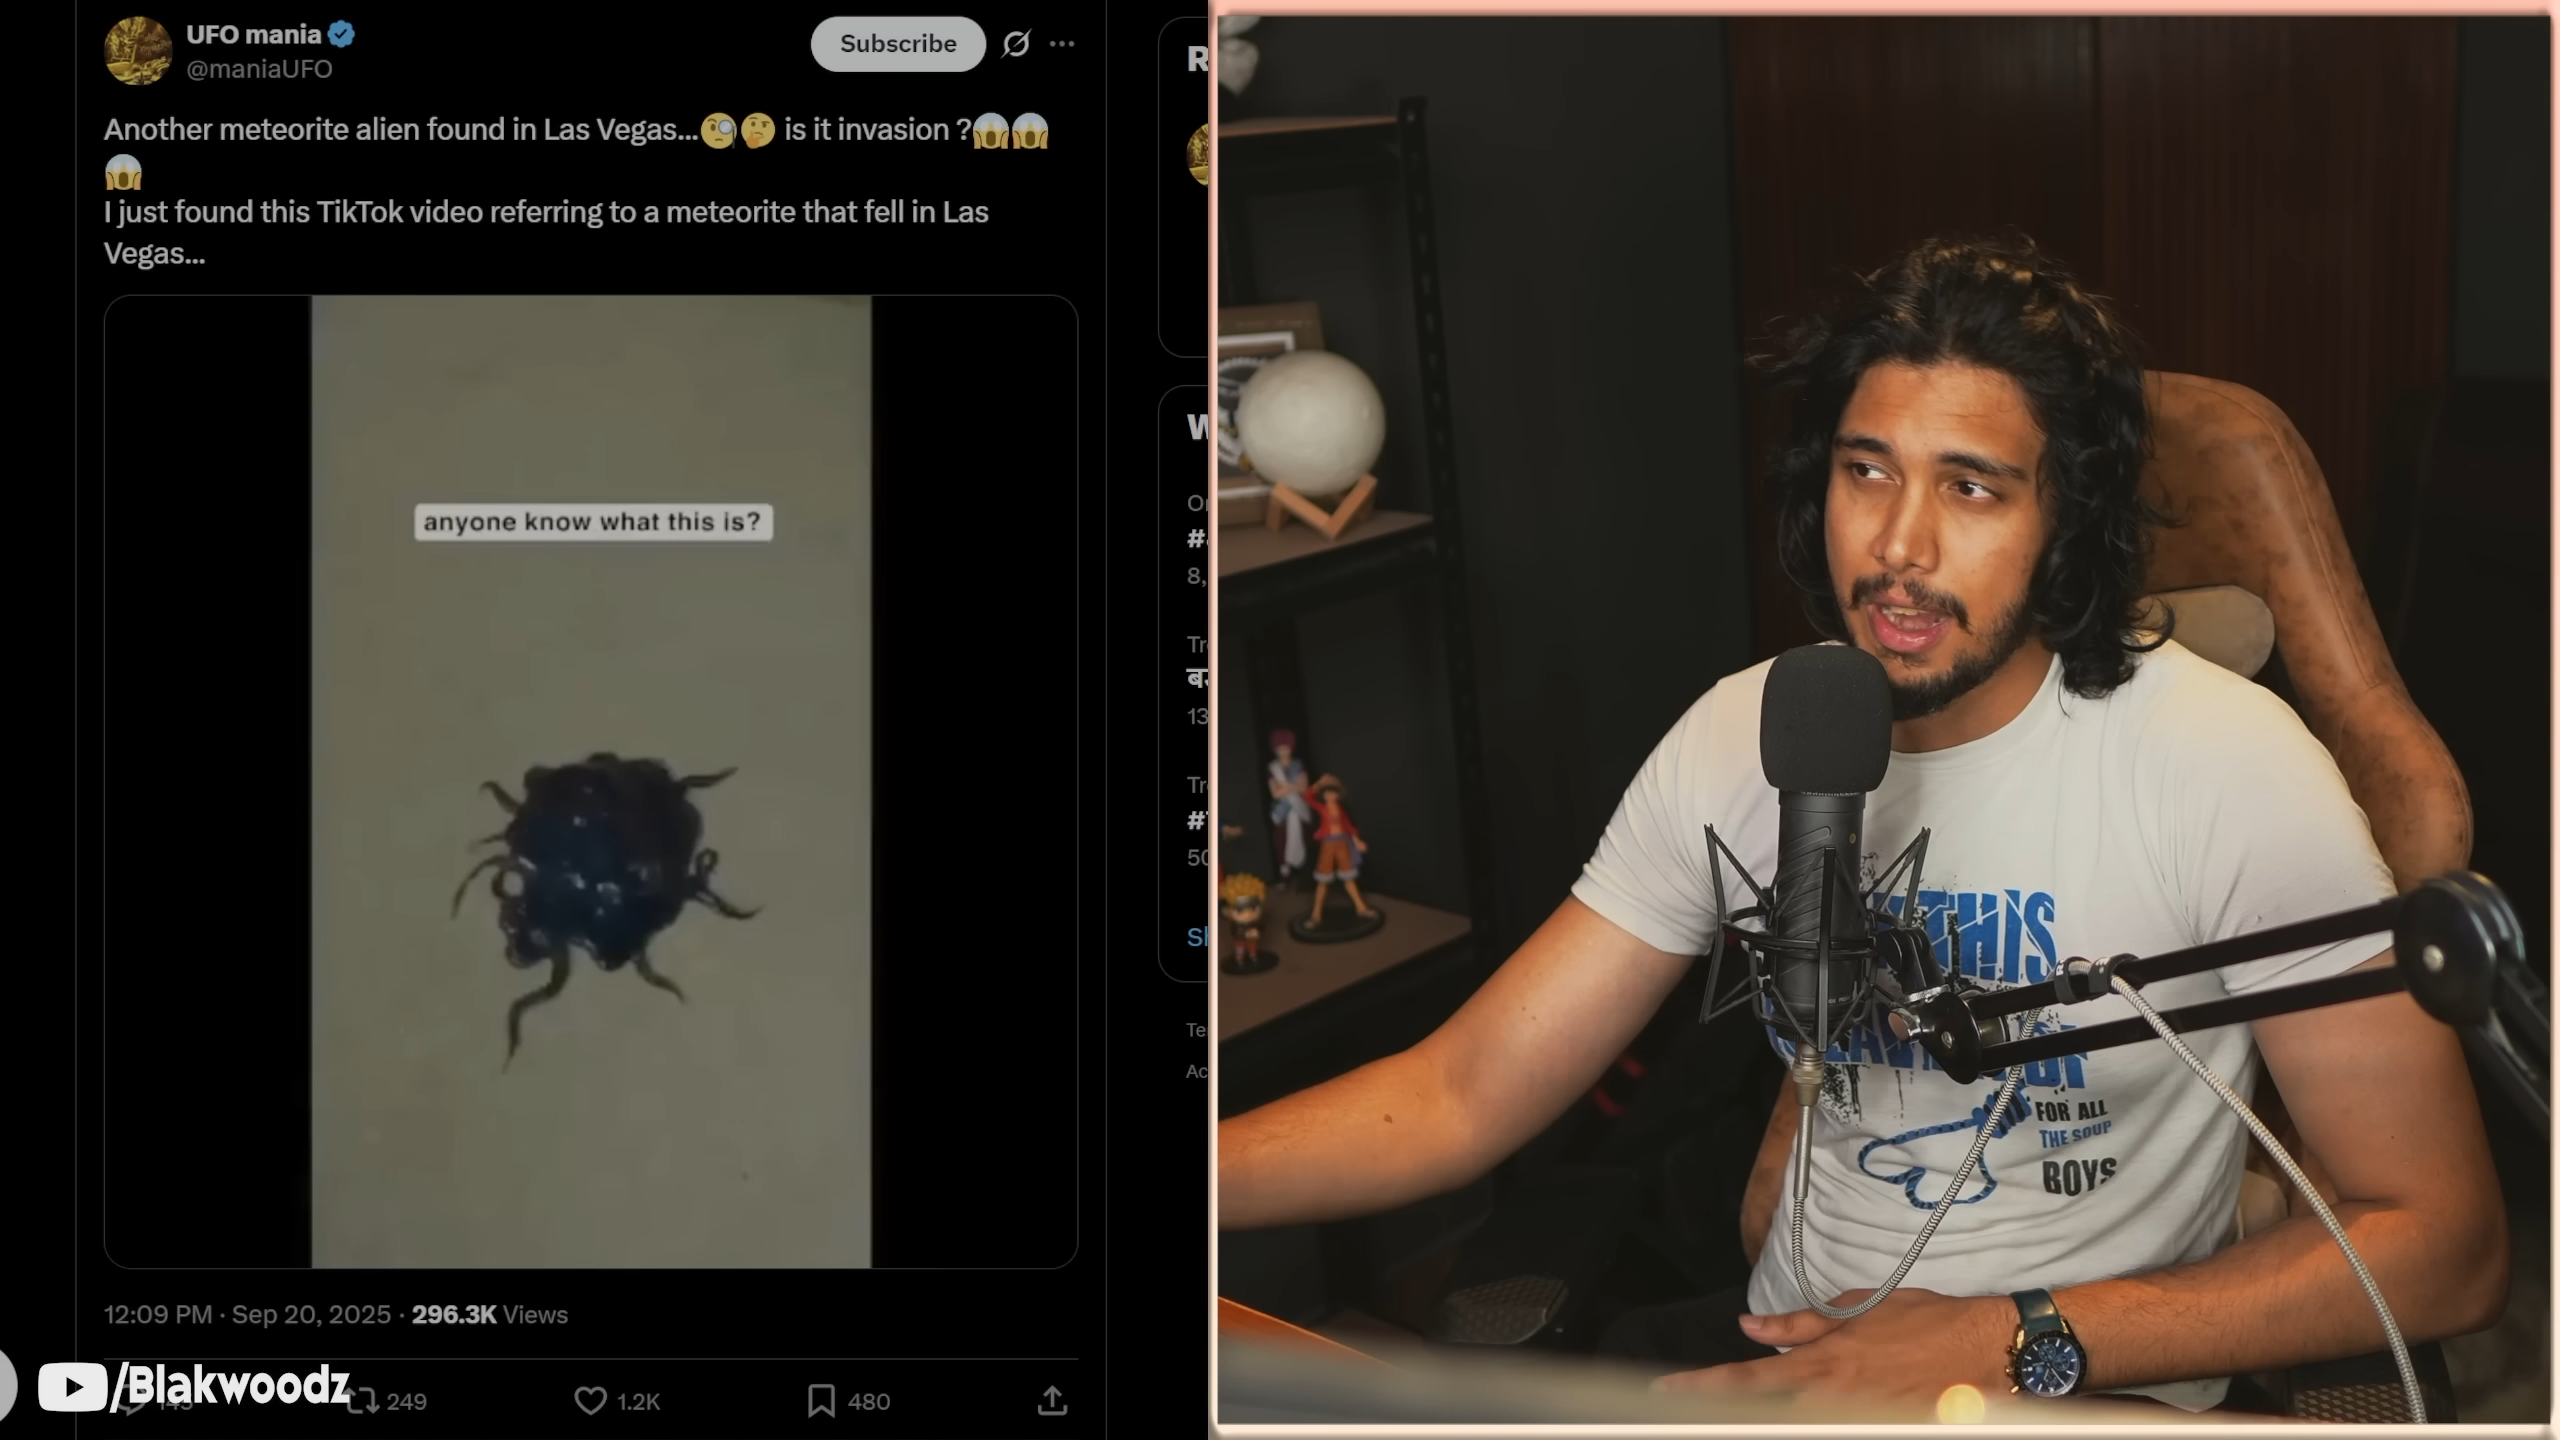 UFO mania
@maniaUFO
Subscribe
Another meteorite alien found in Las Vegas...🧐🤔 is it invasion ?😱😱
😱
I just found this TikTok video referring to a meteorite that fell in Las
Vegas...
anyone know what this is?
12:09 PM · Sep 20, 2025 · 296.3K Views
249
1.2K
480
/Blakwoodz
THIS
FOR ALL
THE SOUP
BOYS